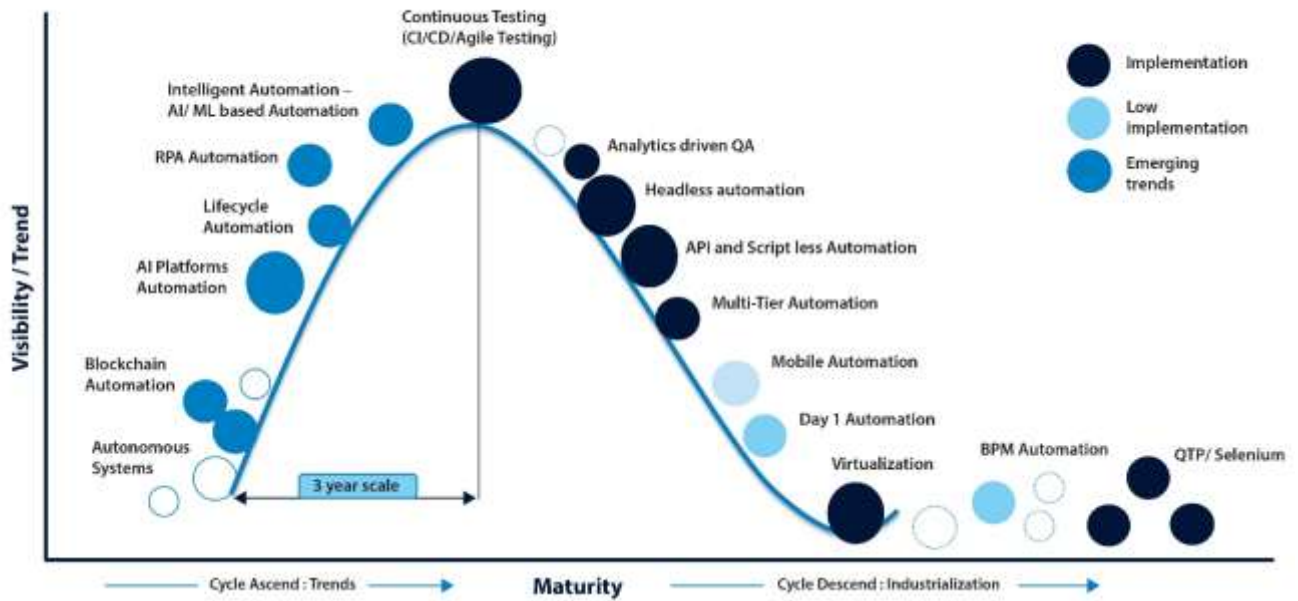 Continuous Testing
(CI/CD/Agile Testing)
Implementation
Low
implementation
Emerging
trends
Intelligent Automation –
AI/ ML based Automation
RPA Automation
Lifecycle
Automation
AI Platforms
Automation
Blockchain
Automation
Autonomous
Systems
Analytics driven QA
Headless automation
API and Script less Automation
Multi-Tier Automation
Mobile Automation
Day 1 Automation
Virtualization
BPM Automation
QTP/ Selenium
3 year scale
Visibility / Trend
Cycle Ascend : Trends
Maturity
Cycle Descend : Industrialization